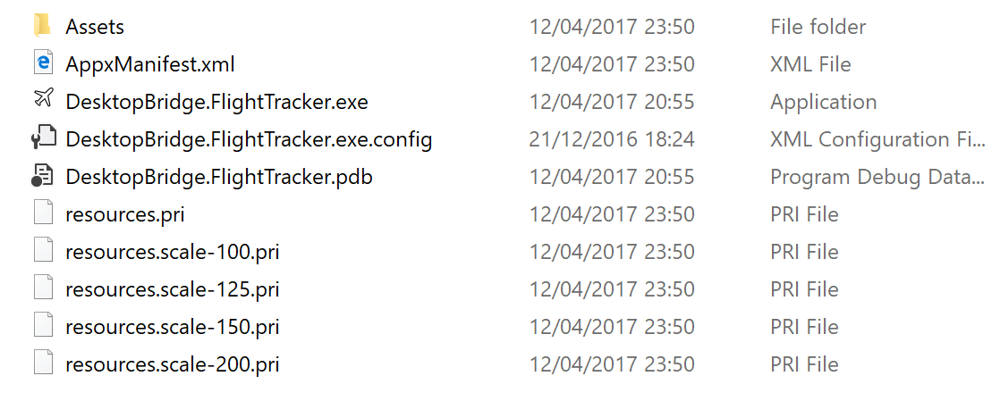 Assets 12/04/2017 23:50 File folder
AppxManifest.xml 12/04/2017 23:50 XML File
DesktopBridge.FlightTracker.exe 12/04/2017 20:55 Application
DesktopBridge.FlightTracker.exe.config 21/12/2016 18:24 XML Configuration Fi...
DesktopBridge.FlightTracker.pdb 12/04/2017 20:55 Program Debug Data...
resources.pri 12/04/2017 23:50 PRI File
resources.scale-100.pri 12/04/2017 23:50 PRI File
resources.scale-125.pri 12/04/2017 23:50 PRI File
resources.scale-150.pri 12/04/2017 23:50 PRI File
resources.scale-200.pri 12/04/2017 23:50 PRI File